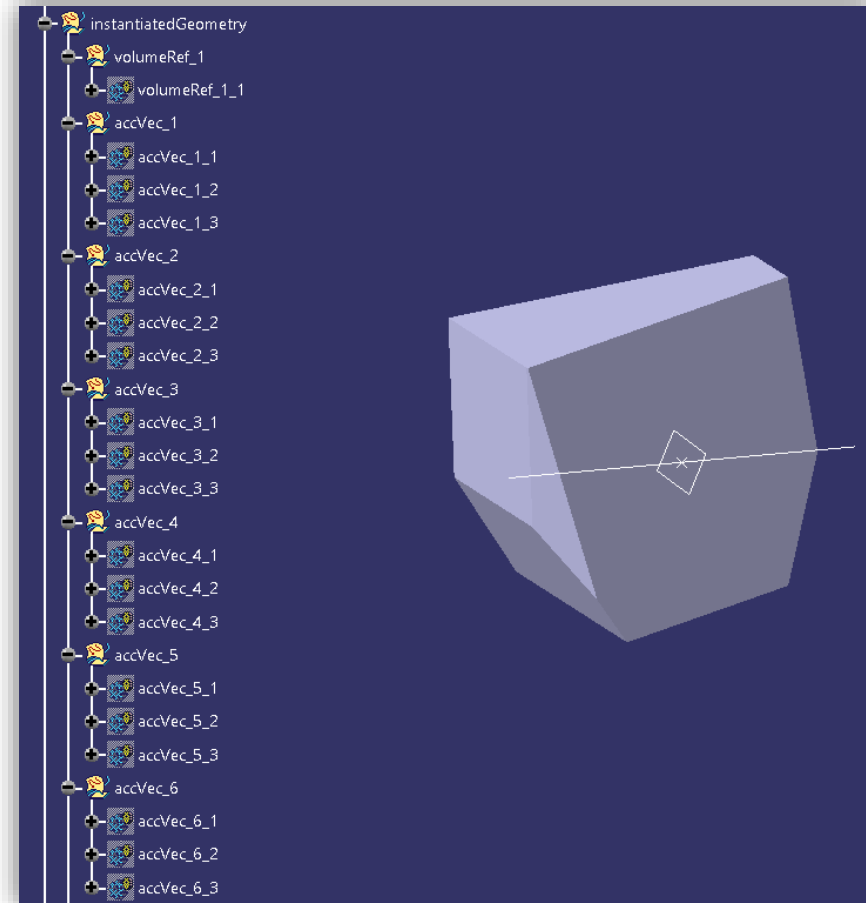 instantiatedGeometry
volumeRef_1
volumeRef_1_1
accVec_1
accVec_1_1
accVec_1_2
accVec_1_3
accVec_2
accVec_2_1
accVec_2_2
accVec_2_3
accVec_3
accVec_3_1
accVec_3_2
accVec_3_3
accVec_4
accVec_4_1
accVec_4_2
accVec_4_3
accVec_5
accVec_5_1
accVec_5_2
accVec_5_3
accVec_6
accVec_6_1
accVec_6_2
accVec_6_3